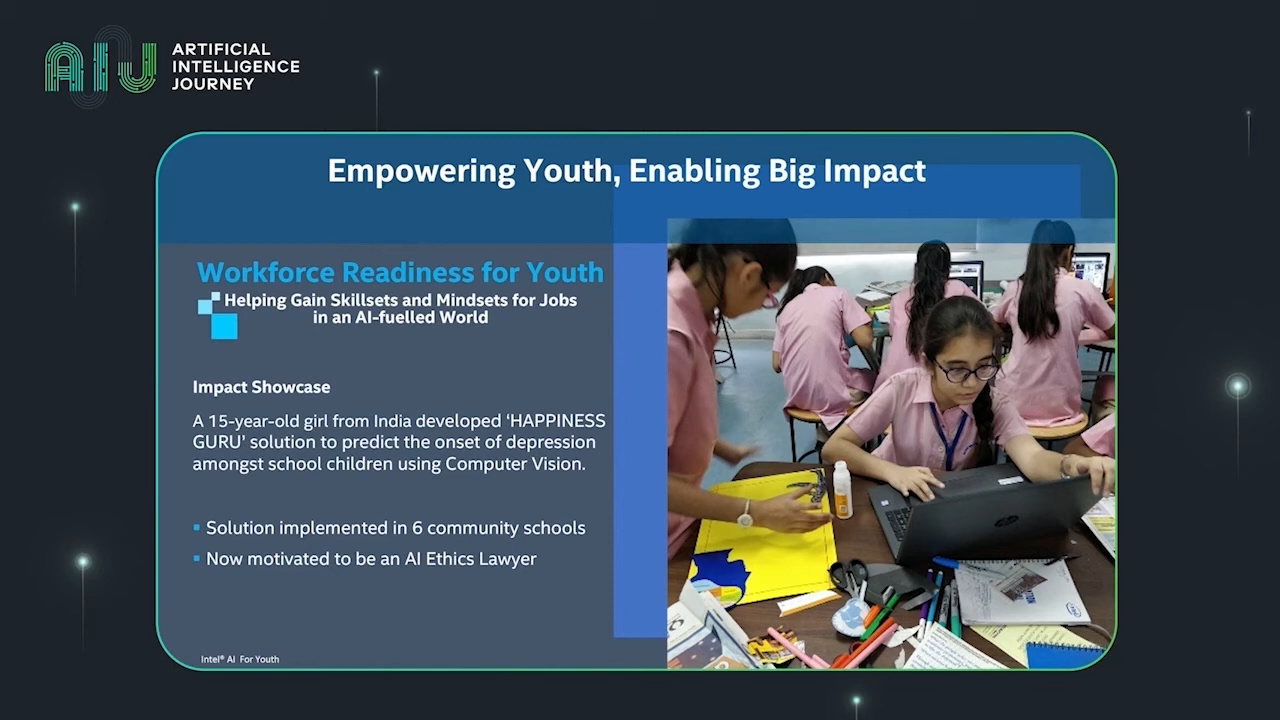 ARTIFICIAL
INTELLIGENCE
JOURNEY
Empowering Youth, Enabling Big Impact
Workforce Readiness for Youth
Helping Gain Skillsets and Mindsets for Jobs
in an AI-fuelled World
Impact Showcase
A 15-year-old girl from India developed ‘HAPPINESS
GURU’ solution to predict the onset of depression
amongst school children using Computer Vision.
Solution implemented in 6 community schools
Now motivated to be an AI Ethics Lawyer
Intel® AI For Youth
hp